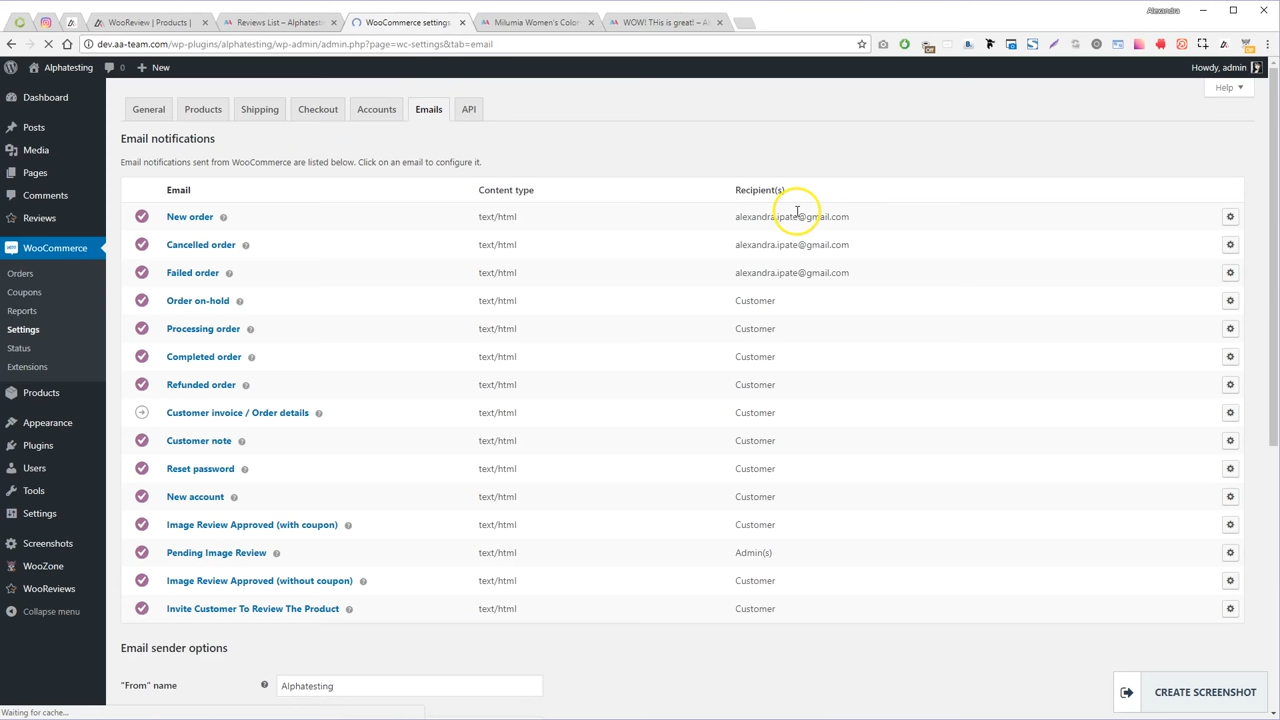 Alexandra
WooReview | Products |
Reviews List – Alphatest
WooCommerce settings
Milumia Women's Color
WOW! THis is great! – A
dev.aa-team.com/wp-plugins/alphatesting/wp-admin/admin.php?page=wc-settings&tab=email
Alphatesting
0
New
Howdy, admin
Help
Dashboard
Posts
Media
Pages
Comments
Reviews
WooCommerce
Orders
Coupons
Reports
Settings
Status
Extensions
Products
Appearance
Plugins
Users
Tools
Settings
Screenshots
WooZone
WooReviews
Collapse menu
General Products Shipping Checkout Accounts Emails API
Email notifications
Email notifications sent from WooCommerce are listed below. Click on an email to configure it.
Email Content type Recipient(s)
New order text/html alexandra.ipate@gmail.com
Cancelled order text/html alexandra.ipate@gmail.com
Failed order text/html alexandra.ipate@gmail.com
Order on-hold text/html Customer
Processing order text/html Customer
Completed order text/html Customer
Refunded order text/html Customer
Customer invoice / Order details text/html Customer
Customer note text/html Customer
Reset password text/html Customer
New account text/html Customer
Image Review Approved (with coupon) text/html Customer
Pending Image Review text/html Admin(s)
Image Review Approved (without coupon) text/html Customer
Invite Customer To Review The Product text/html Customer
Email sender options
"From" name Alphatesting
CREATE SCREENSHOT
Waiting for cache...